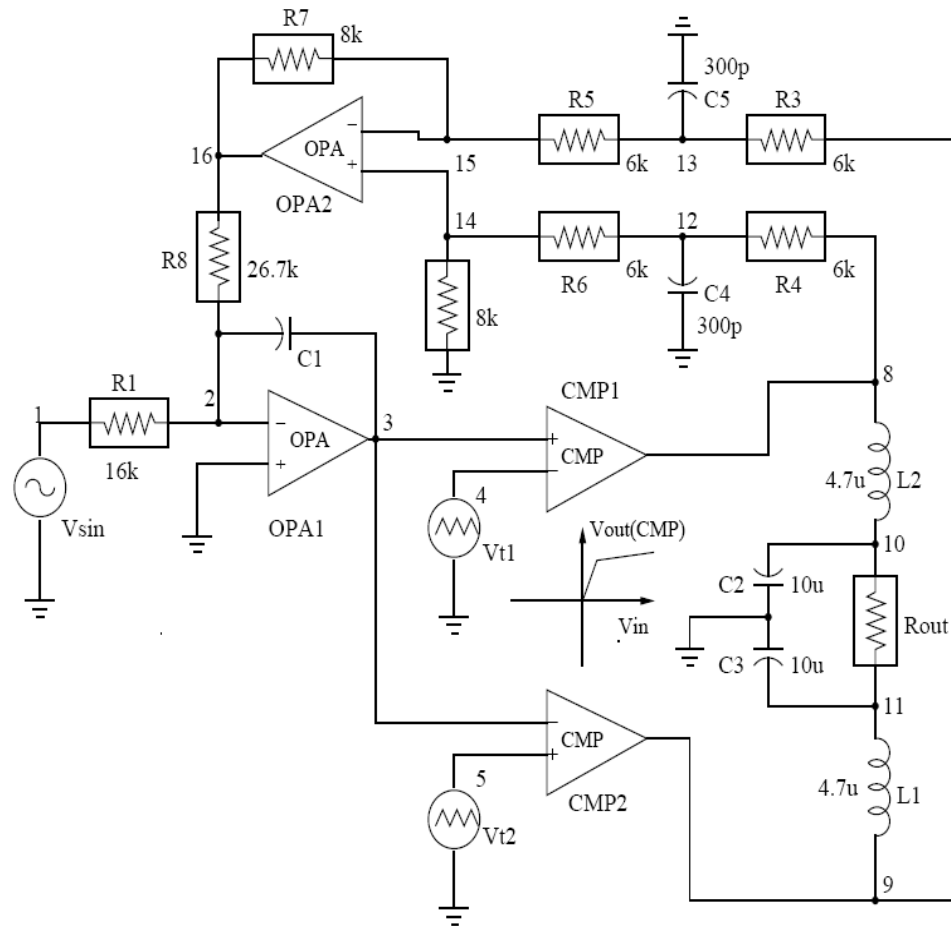 R7
8k
300p
C5
R5
R3
OPA
−
+
16
15
6k
13
6k
OPA2
14
12
R8
26.7k
8k
R6
6k
C4
300p
R4
6k
C1
R1
2
3
CMP1
8
1
−
OPA
+
+
CMP
−
16k
4
4.7u
L2
Vsin
OPA1
Vt1
Vout(CMP)
10
C2
10u
Vin
Rout
C3
10u
−
CMP
+
11
5
4.7u
L1
Vt2
CMP2
9